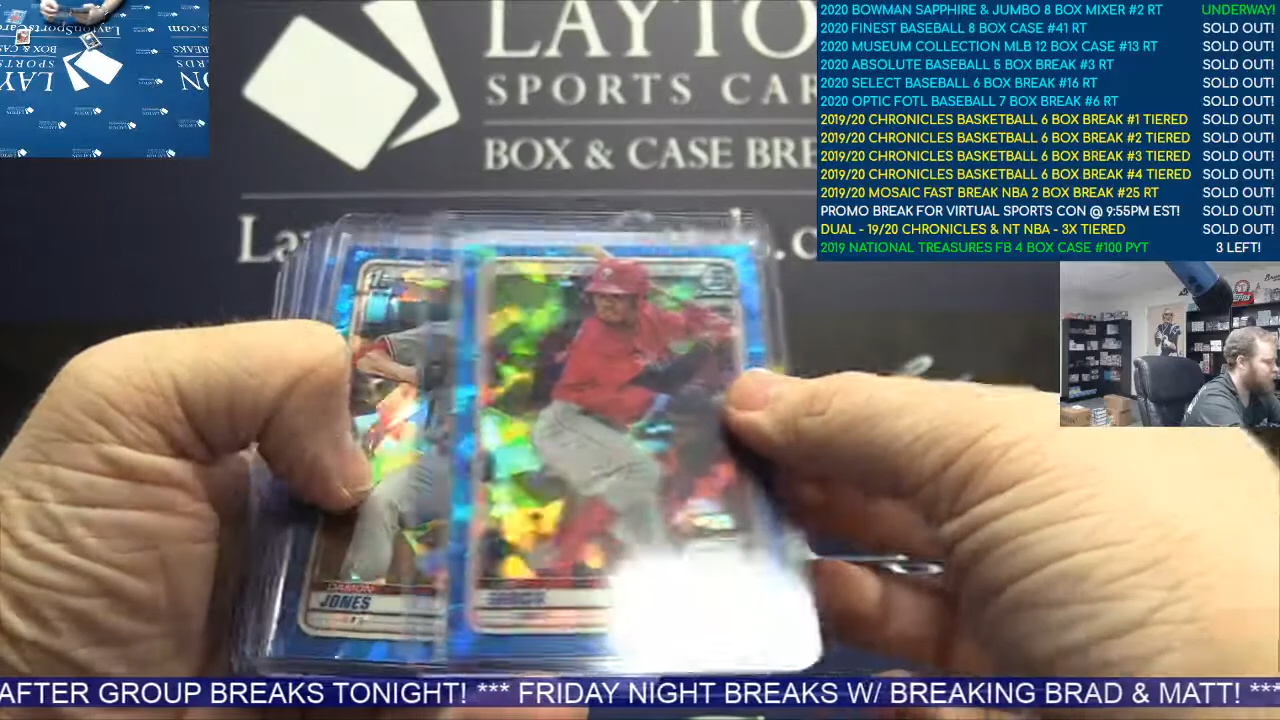 LAYTO
SPORTS CAR
BOX & CASE BRE
2020 BOWMAN SAPPHIRE & JUMBO 8 BOX MIXER #2 RT UNDERWAY!
2020 FINEST BASEBALL 8 BOX CASE #41 RT SOLD OUT!
2020 MUSEUM COLLECTION MLB 12 BOX CASE #13 RT SOLD OUT!
2020 ABSOLUTE BASEBALL 5 BOX BREAK #3 RT SOLD OUT!
2020 SELECT BASEBALL 6 BOX BREAK #16 RT SOLD OUT!
2020 OPTIC FOTL BASEBALL 7 BOX BREAK #6 RT SOLD OUT!
2019/20 CHRONICLES BASKETBALL 6 BOX BREAK #1 TIERED SOLD OUT!
2019/20 CHRONICLES BASKETBALL 6 BOX BREAK #2 TIERED SOLD OUT!
2019/20 CHRONICLES BASKETBALL 6 BOX BREAK #3 TIERED SOLD OUT!
2019/20 CHRONICLES BASKETBALL 6 BOX BREAK #4 TIERED SOLD OUT!
2019/20 MOSAIC FAST BREAK NBA 2 BOX BREAK #25 RT SOLD OUT!
PROMO BREAK FOR VIRTUAL SPORTS CON @ 9:55PM EST! SOLD OUT!
DUAL - 19/20 CHRONICLES & NT NBA - 3X TIERED SOLD OUT!
2019 NATIONAL TREASURES FB 4 BOX CASE #100 PYT 3 LEFT!
DAMON
JONES
AFTER GROUP BREAKS TONIGHT! *** FRIDAY NIGHT BREAKS W/ BREAKING BRAD & MATT! ***